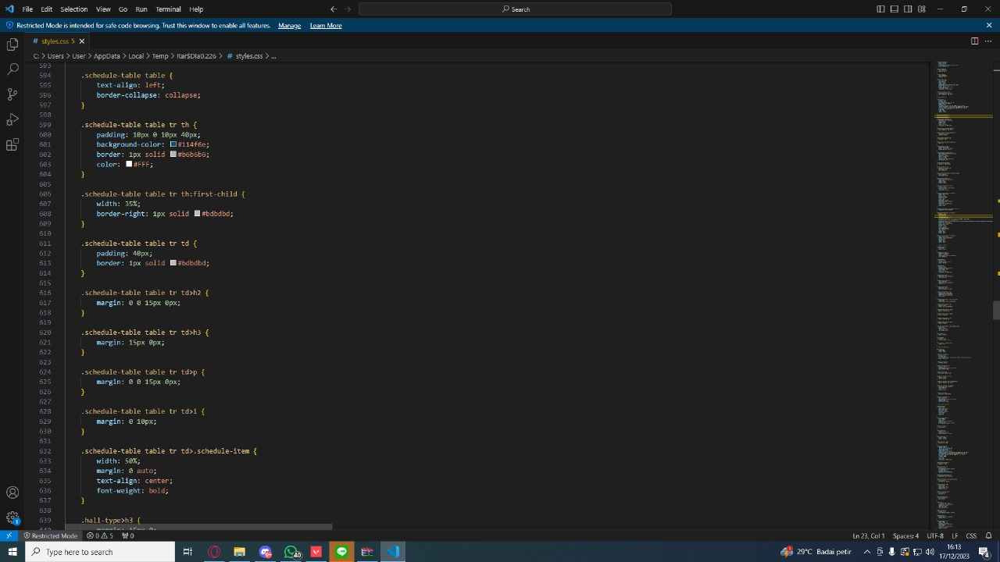 File Edit Selection View Go Run Terminal Help
Search
Restricted Mode is intended for safe code browsing. Trust this window to enable all features. Manage Learn More
# styles.css 5
C: > Users > User > AppData > Local > Temp > Rar$DIa0.226 > # styles.css > ...
593
594 .schedule-table table {
595 text-align: left;
596 border-collapse: collapse;
597 }
598
599 .schedule-table table tr th {
600 padding: 10px 0 10px 40px;
601 background-color: #114f6e;
602 border: 1px solid #b6b6b6;
603 color: #FFF;
604 }
605
606 .schedule-table table tr th:first-child {
607 width: 35%;
608 border-right: 1px solid #bdbdbd;
609 }
610
611 .schedule-table table tr td {
612 padding: 40px;
613 border: 1px solid #bdbdbd;
614 }
615
616 .schedule-table table tr td>h2 {
617 margin: 0 0 15px 0px;
618 }
619
620 .schedule-table table tr td>h3 {
621 margin: 15px 0px;
622 }
623
624 .schedule-table table tr td>p {
625 margin: 0 0 15px 0px;
626 }
627
628 .schedule-table table tr td>i {
629 margin: 0 10px;
630 }
631
632 .schedule-table table tr td>.schedule-item {
633 width: 50%;
634 margin: 0 auto;
635 text-align: center;
636 font-weight: bold;
637 }
638
639 .hall-type>h3 {
640 margin: 15px 0;
1
Restricted Mode 0 5 0 Ln 23, Col 1 Spaces: 4 UTF-8 LF CSS
Type here to search
40
1
29°C Badai petir
16:13
17/12/2023
4